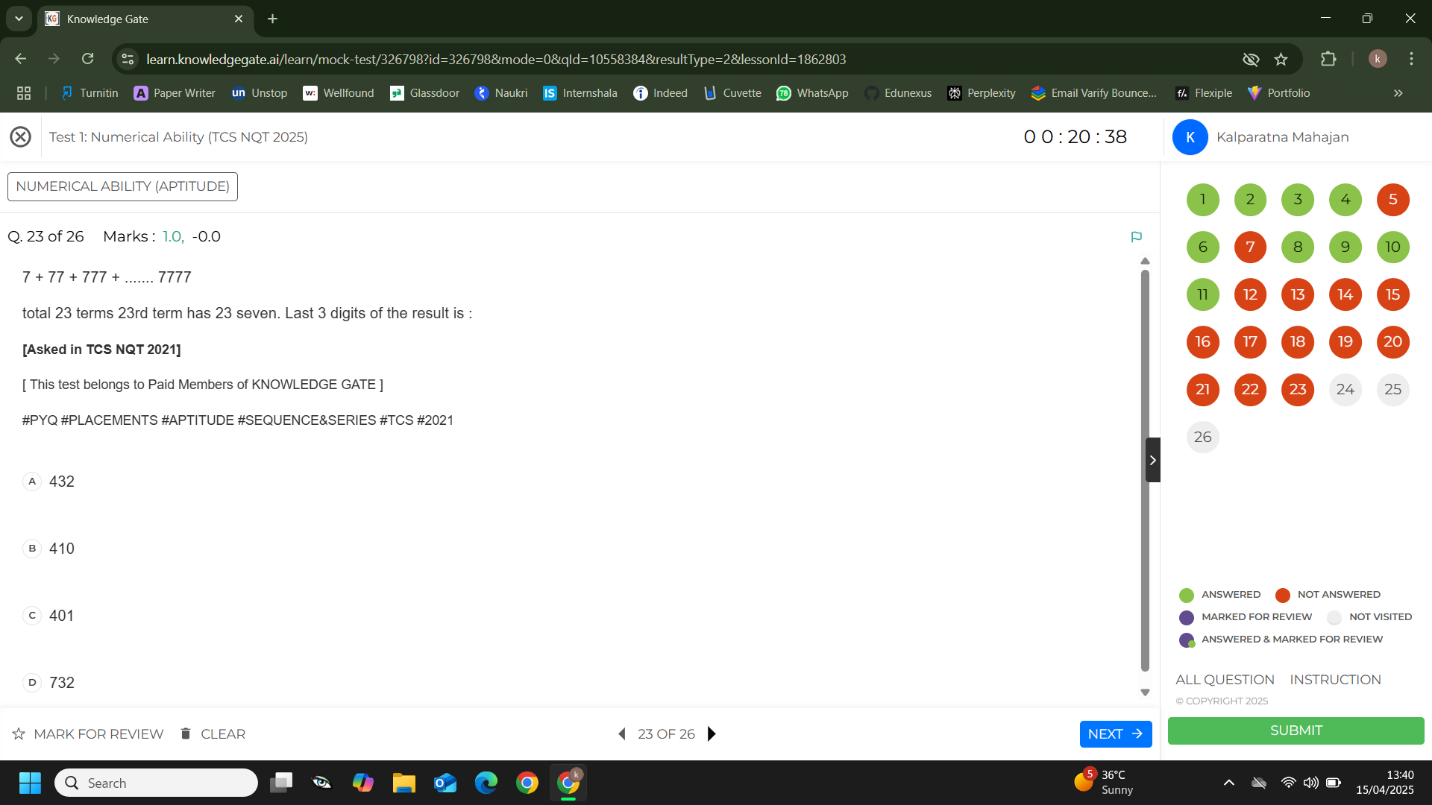 Knowledge Gate
learn.knowledgegate.ai/learn/mock-test/326798?id=326798&mode=0&qId=10558384&resultType=2&lessonId=1862803
k
Turnitin Paper Writer Unstop Wellfound Glassdoor Naukri Internshala Indeed Cuvette WhatsApp Edunexus Perplexity Email Varify Bounce... Flexiple Portfolio
Test 1: Numerical Ability (TCS NQT 2025)
0 0 : 20 : 38
K Kalparatna Mahajan
NUMERICAL ABILITY (APTITUDE)
Q. 23 of 26 Marks : 1.0, -0.0
7 + 77 + 777 + ....... 7777
total 23 terms 23rd term has 23 seven. Last 3 digits of the result is :
[Asked in TCS NQT 2021]
[ This test belongs to Paid Members of KNOWLEDGE GATE ]
#PYQ #PLACEMENTS #APTITUDE #SEQUENCE&SERIES #TCS #2021
A 432
B 410
C 401
D 732
1 2 3 4 5
6 7 8 9 10
11 12 13 14 15
16 17 18 19 20
21 22 23 24 25
26
ANSWERED NOT ANSWERED
MARKED FOR REVIEW NOT VISITED
ANSWERED & MARKED FOR REVIEW
ALL QUESTION INSTRUCTION
© COPYRIGHT 2025
SUBMIT
MARK FOR REVIEW CLEAR
23 OF 26
NEXT
Search
5 36°C
Sunny
13:40
15/04/2025